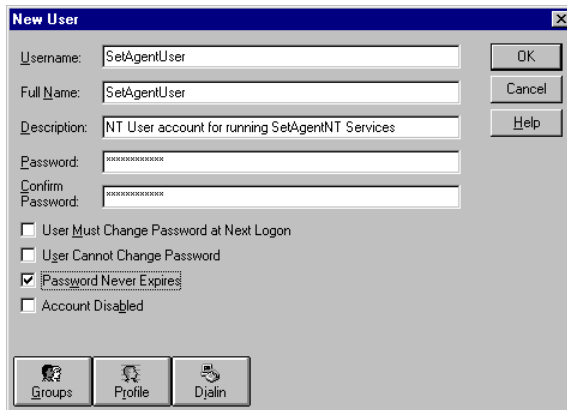 New User
Username: SetAgentUser
OK
Full Name: SetAgentUser
Cancel
Description: NT User account for running SetAgentNT Services
Help
Password: ************
Confirm
Password: ************
User Must Change Password at Next Logon
User Cannot Change Password
Password Never Expires
Account Disabled
Groups Profile Dialin